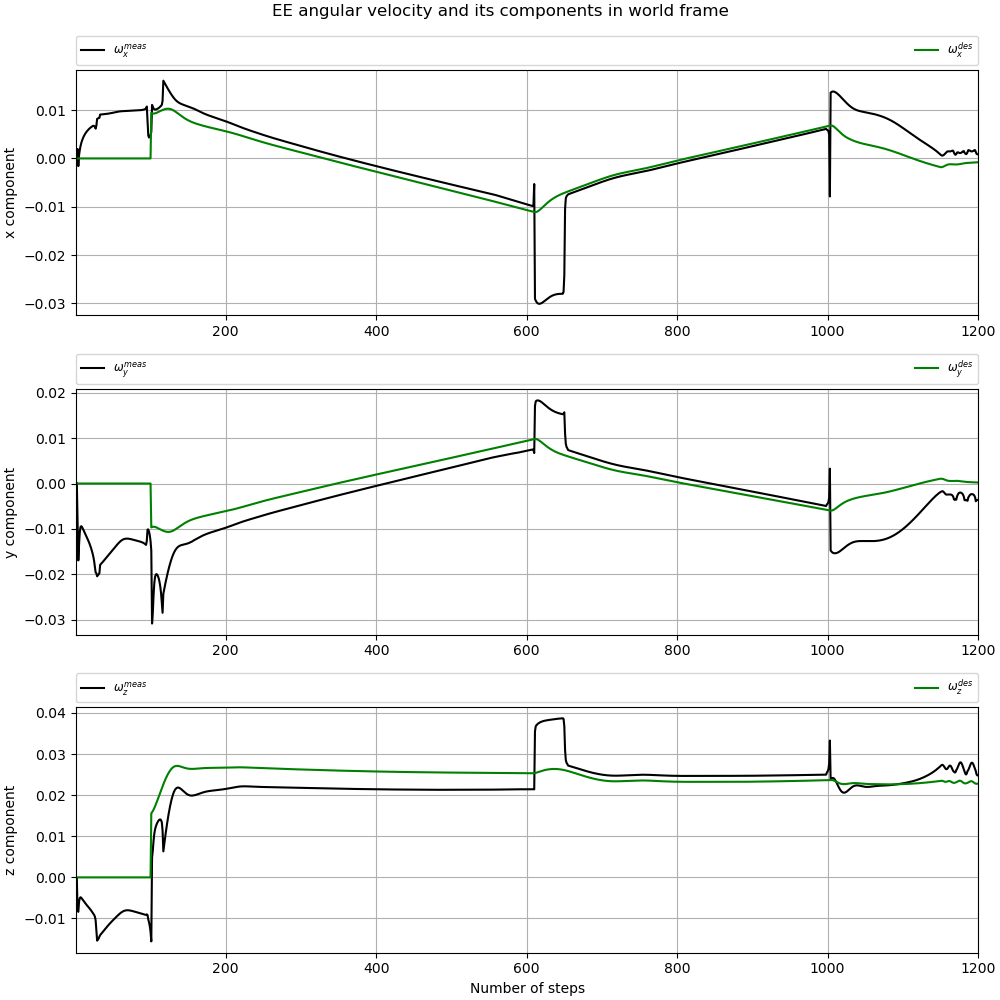 EE angular velocity and its components in world frame
ω_x^meas ω_x^des
0.01
0.00
−0.01
−0.02
−0.03
x component
200 400 600 800 1000 1200
ω_y^meas ω_y^des
0.02
0.01
0.00
−0.01
−0.02
−0.03
y component
200 400 600 800 1000 1200
ω_z^meas ω_z^des
0.04
0.03
0.02
0.01
0.00
−0.01
z component
200 400 600 800 1000 1200
Number of steps